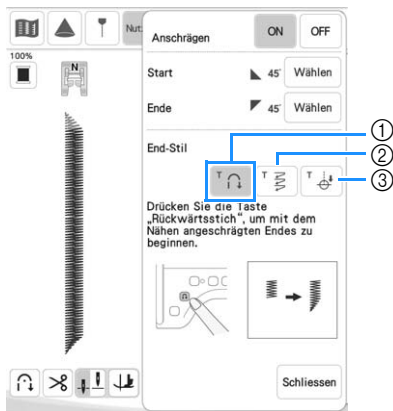 Nut
Anschrägen ON OFF
100%
N
Start 45° Wählen
Ende 45° Wählen
End-Stil
①
②
③
T T T
Drücken Sie die Taste
„Rückwärtsstich", um mit dem
Nähen angeschrägten Endes zu
beginnen.
Schliessen